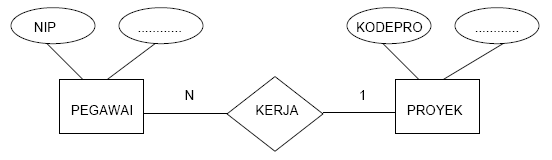 NIP ............ KODEPRO ............
N 1
PEGAWAI KERJA PROYEK